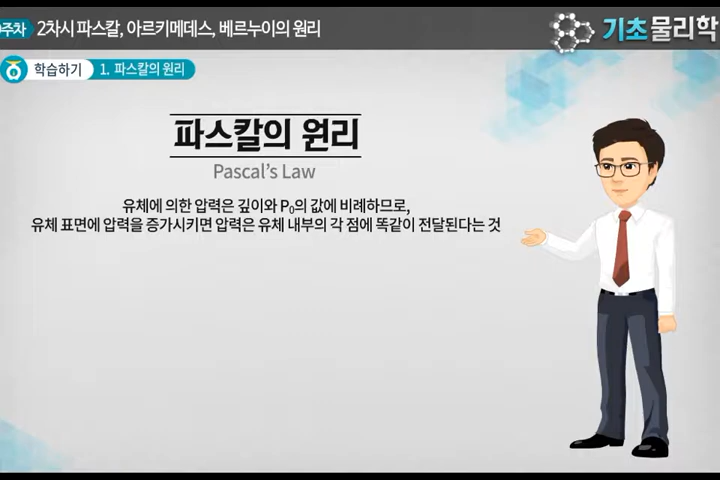 주차
2차시 파스칼, 아르키메데스, 베르누이의 원리
기초물리학
학습하기
1. 파스칼의 원리
파스칼의 원리
Pascal's Law
유체에 의한 압력은 깊이와 P₀의 값에 비례하므로,
유체 표면에 압력을 증가시키면 압력은 유체 내부의 각 점에 똑같이 전달된다는 것